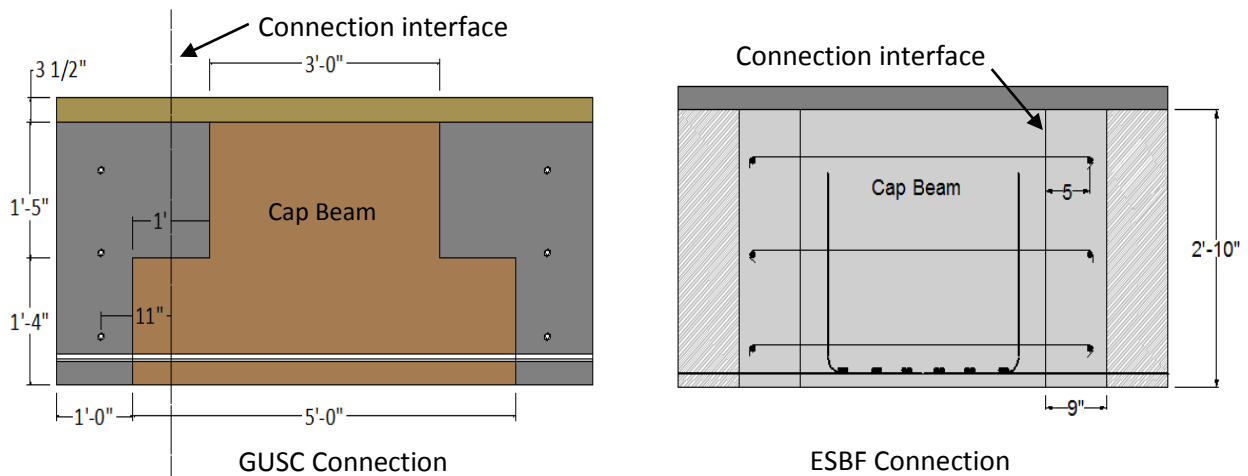 Connection interface
3'-0"
3 1/2"
1'-5"
1'
Cap Beam
1'-4"
11"
1'-0"
5'-0"
GUSC Connection
Connection interface
Cap Beam
5
2'-10"
9"
ESBF Connection